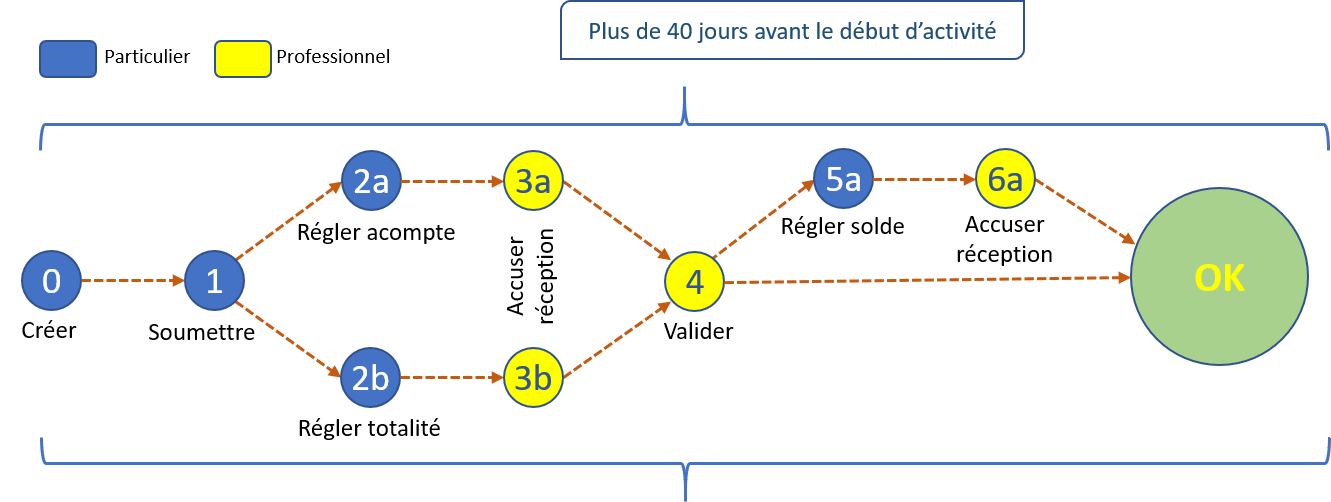 Plus de 40 jours avant le début d’activité
Particulier
Professionnel
2a
3a
5a
6a
Régler acompte
Régler solde
Accuser
réception
Accuser
réception
0
1
4
OK
Créer
Soumettre
Valider
2b
3b
Régler totalité